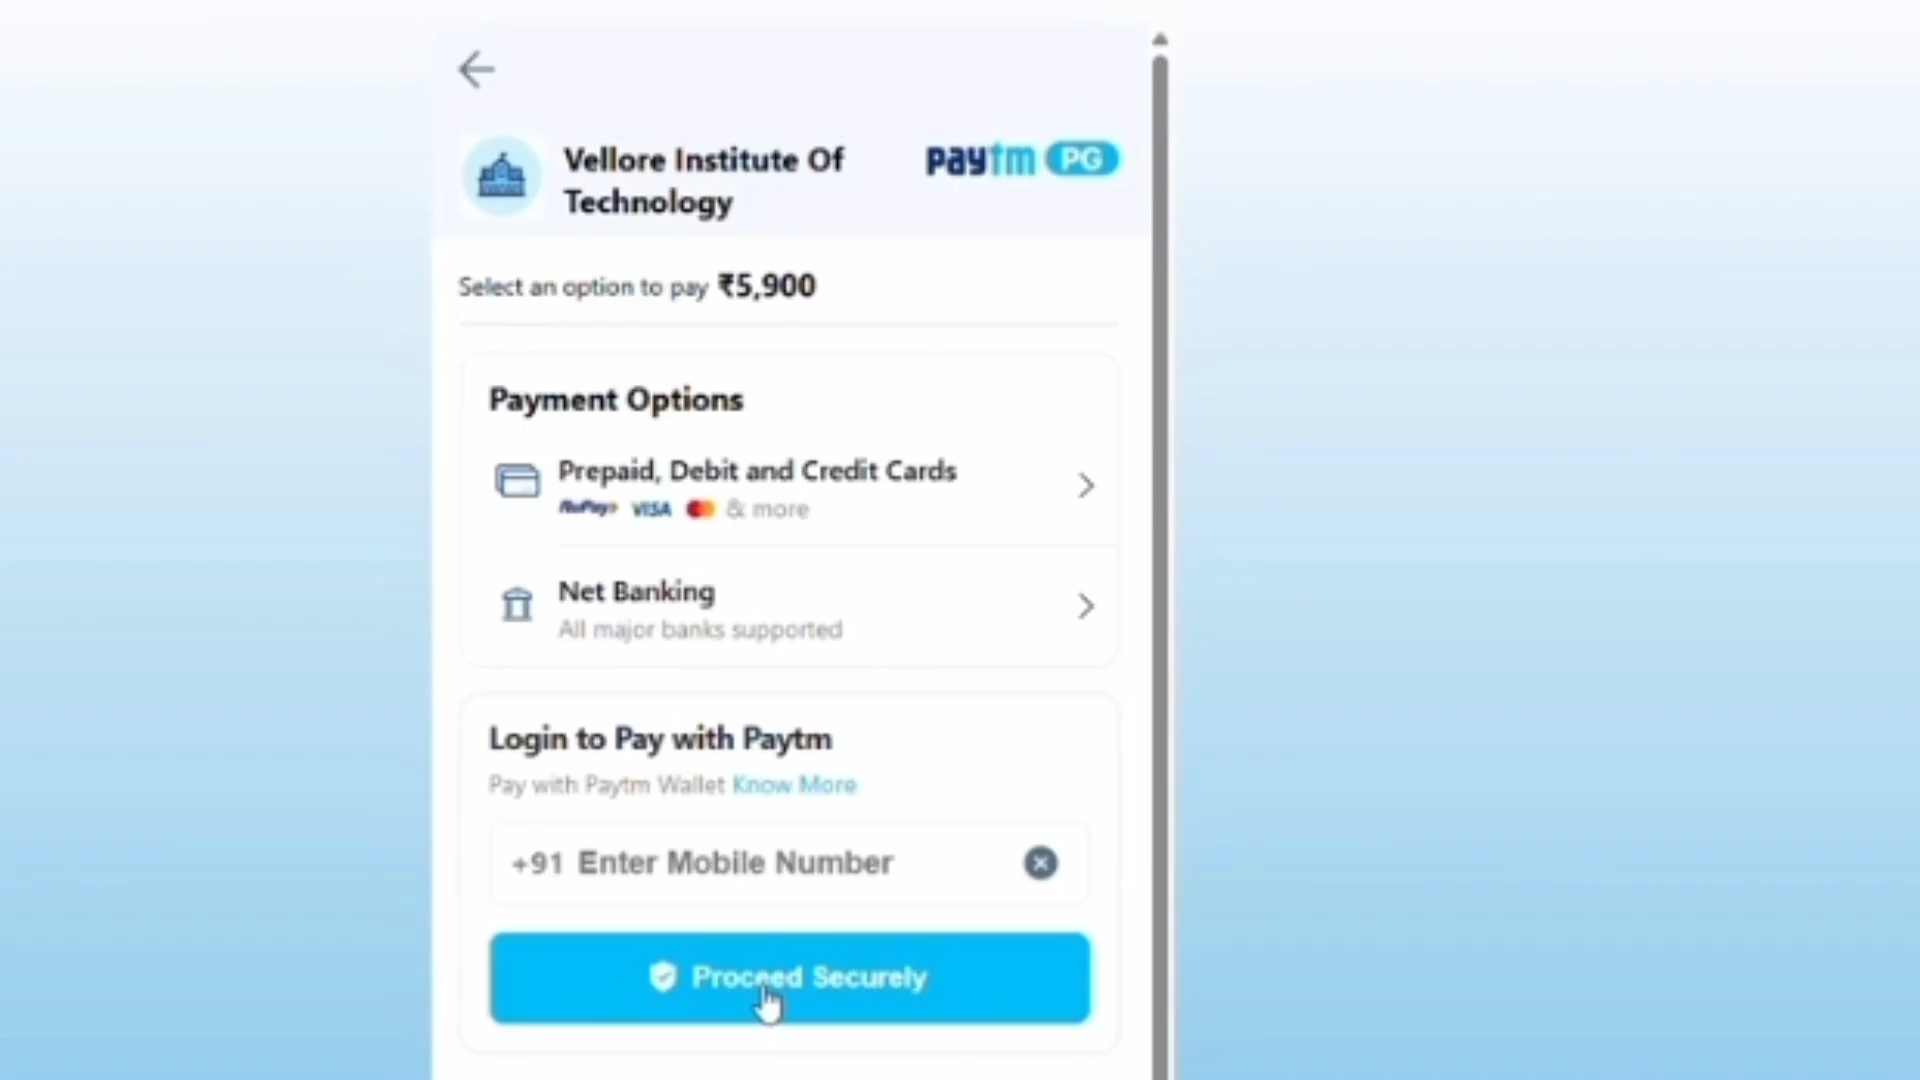 Vellore Institute Of
Technology
paytm PG
Select an option to pay ₹5,900
Payment Options
Prepaid, Debit and Credit Cards
RuPay VISA & more
Net Banking
All major banks supported
Login to Pay with Paytm
Pay with Paytm Wallet Know More
+91 Enter Mobile Number
Proceed Securely